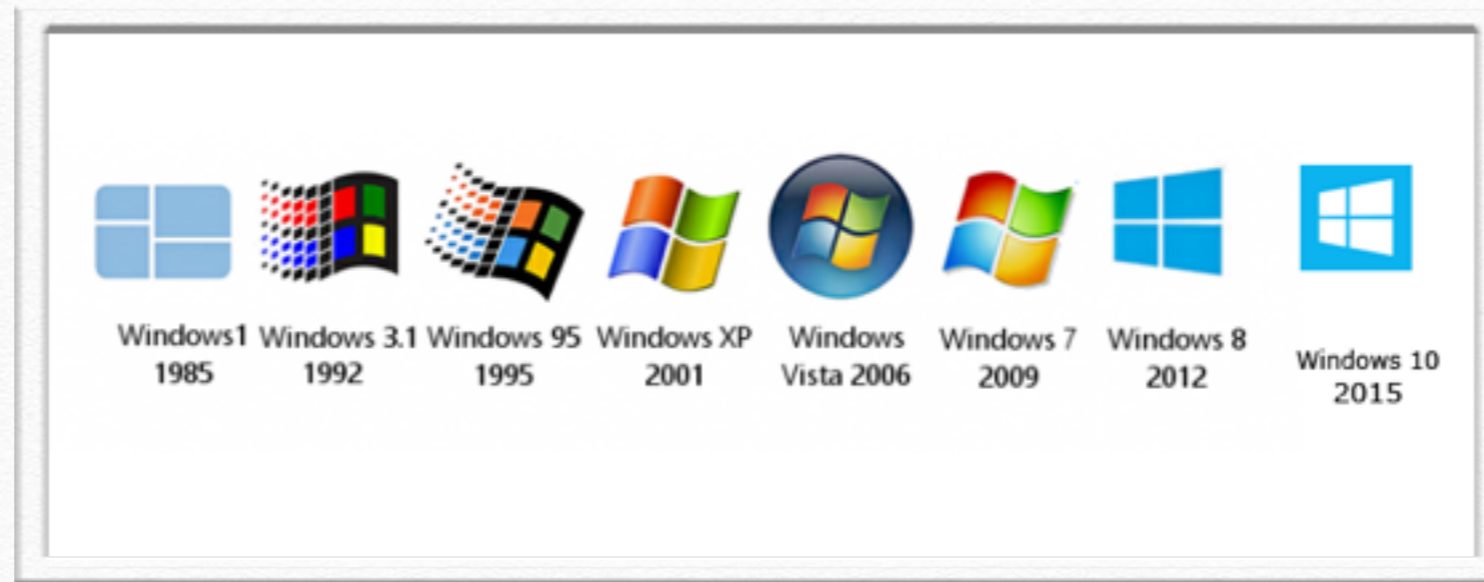 Windows1
1985
Windows 3.1
1992
Windows 95
1995
Windows XP
2001
Windows
Vista 2006
Windows 7
2009
Windows 8
2012
Windows 10
2015